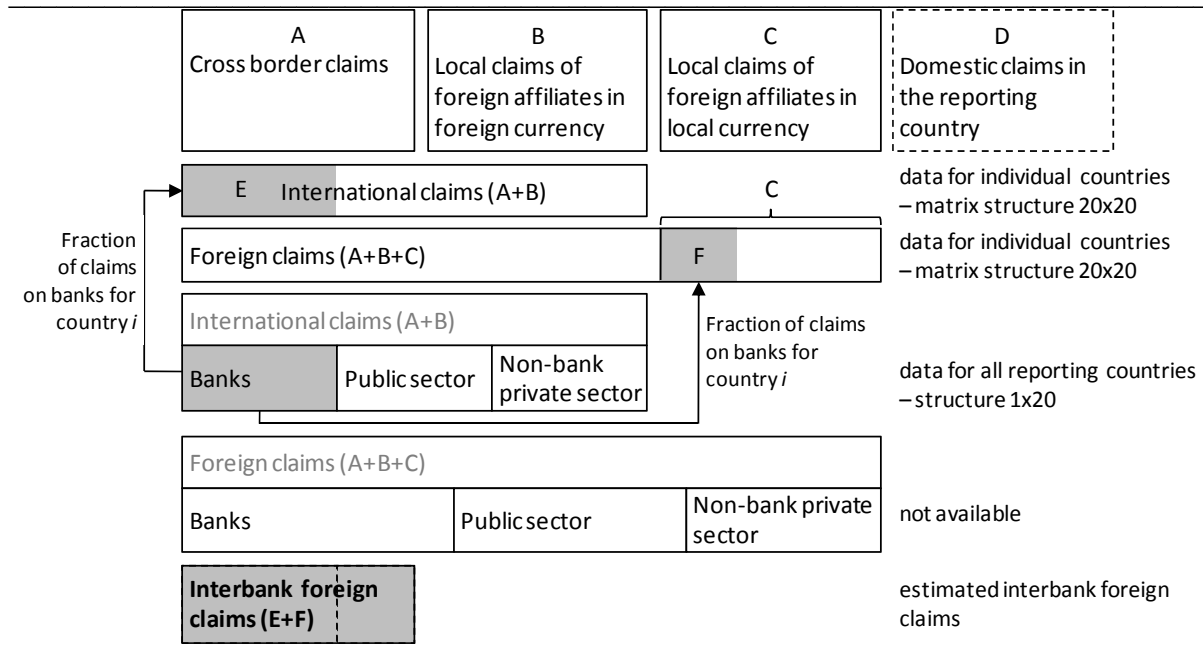 A
Cross border claims
B
Local claims of
foreign affiliates in
foreign currency
C
Local claims of
foreign affiliates in
local currency
D
Domestic claims in
the reporting
country
E
International claims (A+B)
C
data for individual countries
– matrix structure 20x20
Fraction
of claims
on banks for
country i
Foreign claims (A+B+C)
F
data for individual countries
– matrix structure 20x20
International claims (A+B)
Banks
Public sector
Non-bank
private sector
Fraction of claims
on banks for
country i
data for all reporting countries
– structure 1x20
Foreign claims (A+B+C)
Banks
Public sector
Non-bank private
sector
not available
Interbank foreign
claims (E+F)
estimated interbank foreign
claims